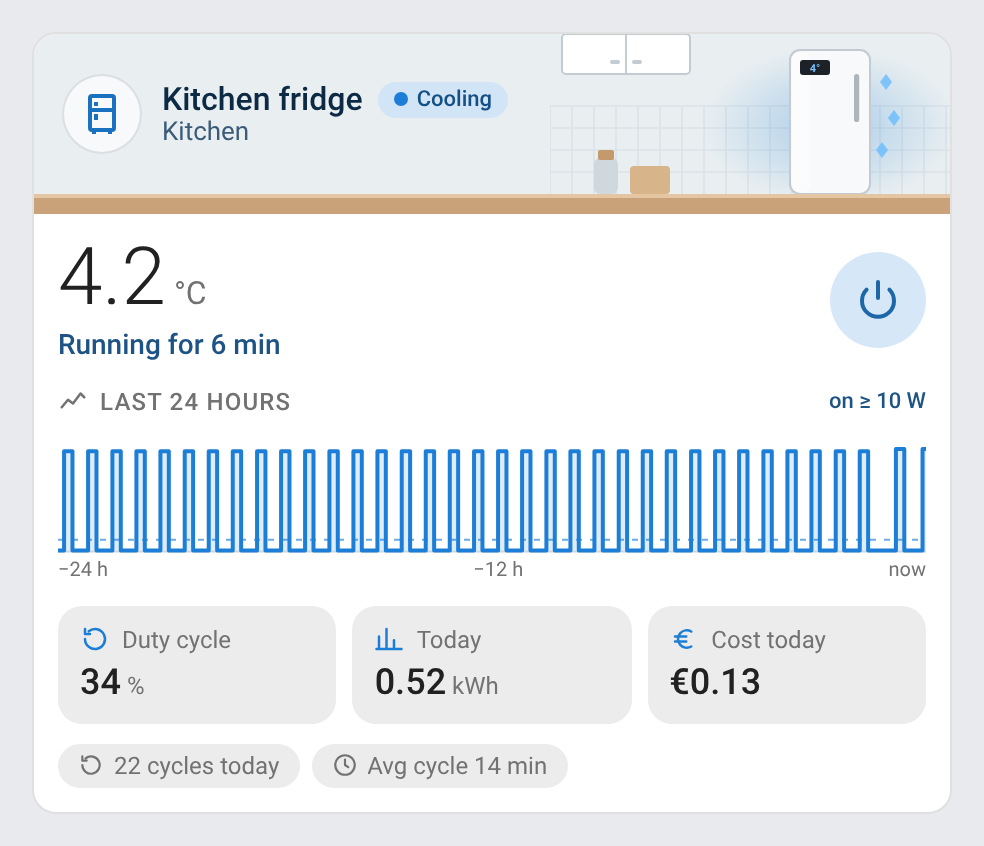 Kitchen fridge
Cooling
Kitchen
4°
4.2 °C
Running for 6 min
LAST 24 HOURS
on ≥ 10 W
−24 h
−12 h
now
Duty cycle
34 %
Today
0.52 kWh
Cost today
€0.13
22 cycles today
Avg cycle 14 min